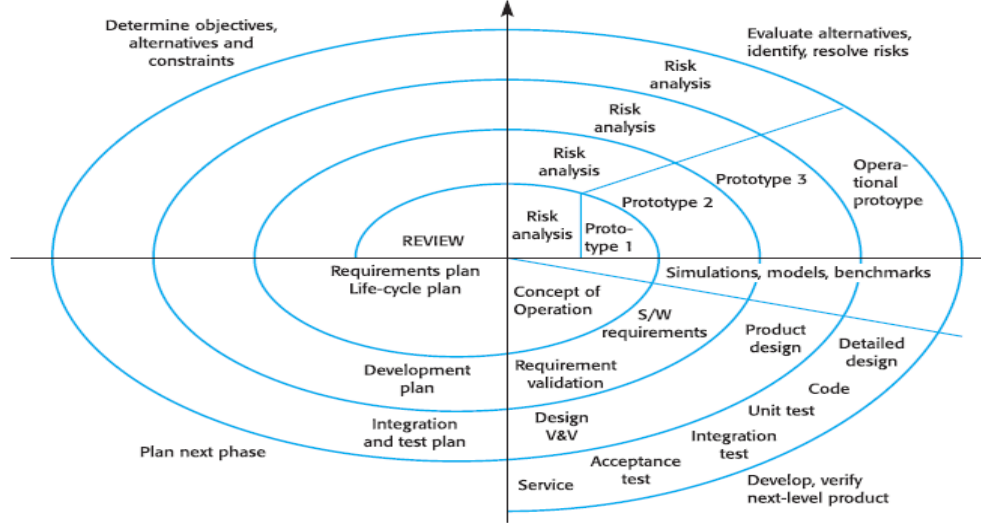 Determine objectives,
alternatives and
constraints
Evaluate alternatives,
identify, resolve risks
Risk
analysis
Risk
analysis
Risk
analysis
Risk
analysis
Proto-
type 1
Prototype 2
Prototype 3
Opera-
tional
protoype
REVIEW
Requirements plan
Life-cycle plan
Simulations, models, benchmarks
Concept of
Operation
S/W
requirements
Product
design
Detailed
design
Development
plan
Requirement
validation
Code
Unit test
Integration
and test plan
Design
V&V
Integration
test
Acceptance
test
Service
Plan next phase
Develop, verify
next-level product